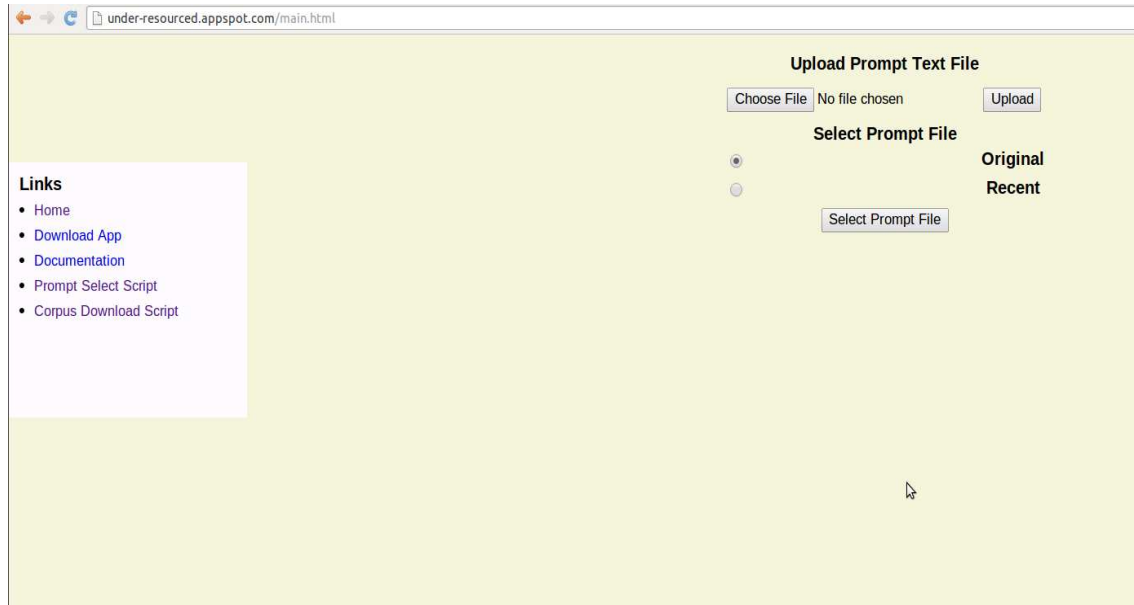 under-resourced.appspot.com/main.html
Upload Prompt Text File
Choose File No file chosen Upload
Select Prompt File
Original
Recent
Select Prompt File
Links
• Home
• Download App
• Documentation
• Prompt Select Script
• Corpus Download Script